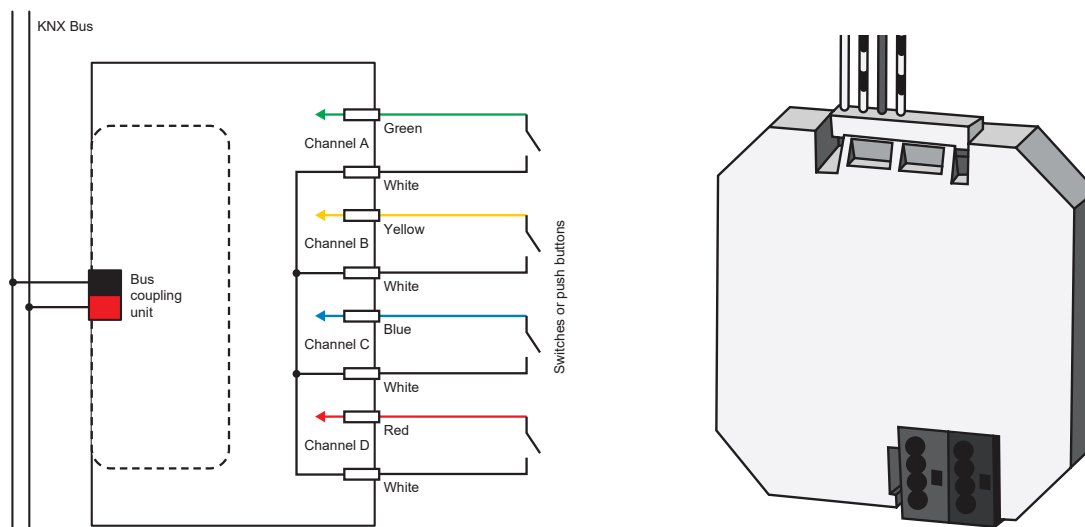 KNX Bus
Green
Channel A
White
Yellow
Channel B
White
Bus
coupling
unit
Blue
Channel C
White
Red
Channel D
White
Switches or push buttons